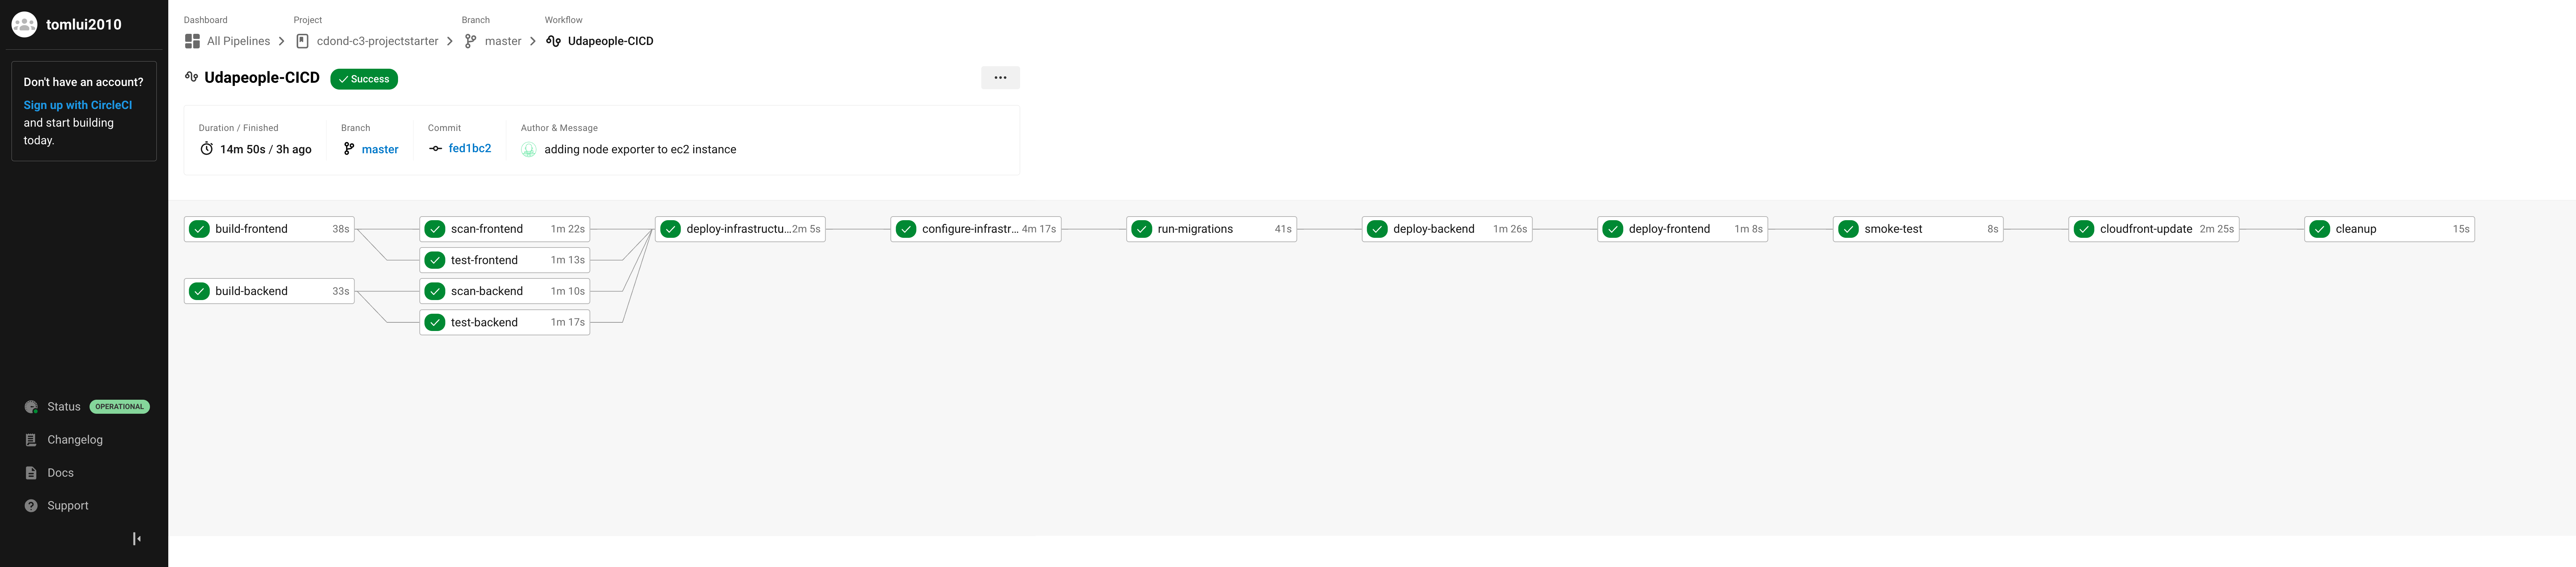 tomlui2010
Don't have an account?
Sign up with CircleCI
and start building
today.
Status OPERATIONAL
Changelog
Docs
Support
Dashboard Project Branch Workflow
All Pipelines cdond-c3-projectstarter master Udapeople-CICD
Udapeople-CICD Success
Duration / Finished Branch Commit Author & Message
14m 50s / 3h ago master fed1bc2 adding node exporter to ec2 instance
build-frontend 38s scan-frontend 1m 22s deploy-infrastructu... 2m 5s configure-infrastr... 4m 17s run-migrations 41s deploy-backend 1m 26s deploy-frontend 1m 8s smoke-test 8s cloudfront-update 2m 25s cleanup 15s
test-frontend 1m 13s
build-backend 33s scan-backend 1m 10s
test-backend 1m 17s